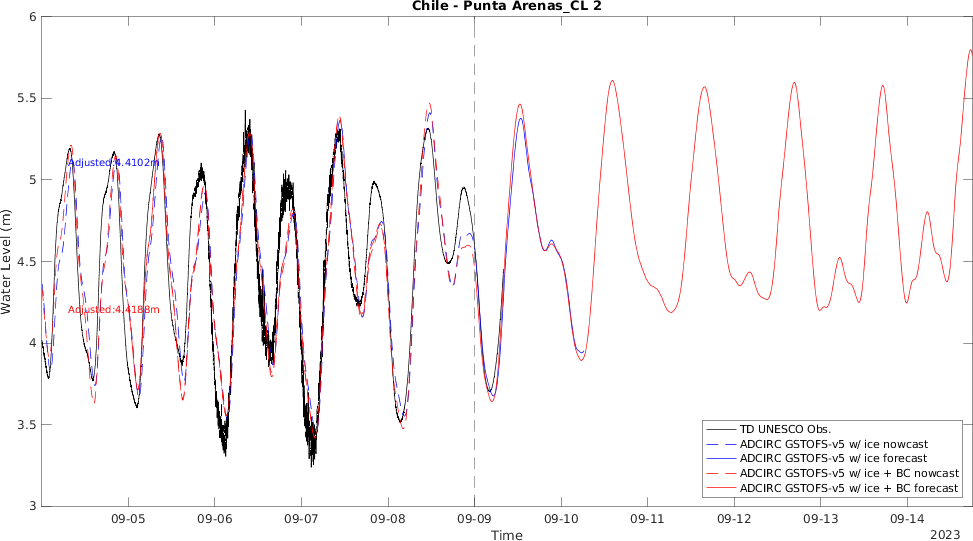 Chile - Punta Arenas_CL 2
Water Level (m)
6
5.5
5
4.5
4
3.5
3
Adjusted:4.4102m
Adjusted:4.4188m
TD UNESCO Obs.
ADCIRC GSTOFS-v5 w/ ice nowcast
ADCIRC GSTOFS-v5 w/ ice forecast
ADCIRC GSTOFS-v5 w/ ice + BC nowcast
ADCIRC GSTOFS-v5 w/ ice + BC forecast
09-05 09-06 09-07 09-08 09-09 09-10 09-11 09-12 09-13 09-14
Time
2023